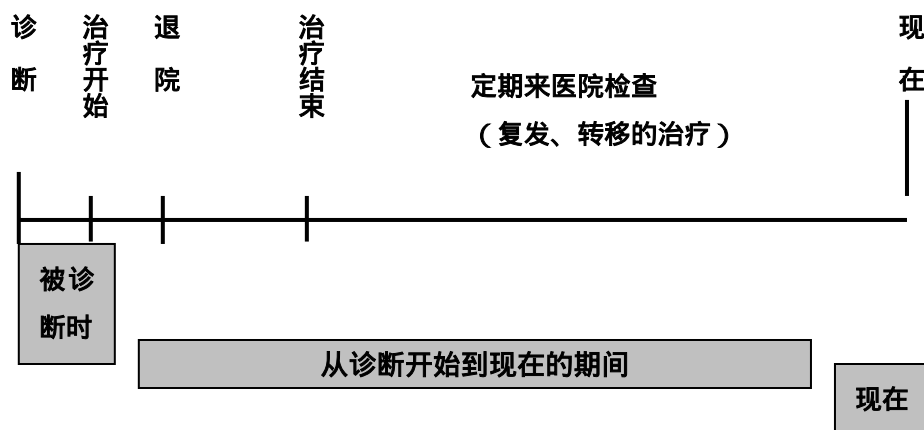 诊断
治疗开始
退院
治疗结束
现在
定期来医院检查
（复发、转移的治疗）
被诊
断时
从诊断开始到现在的期间
现在